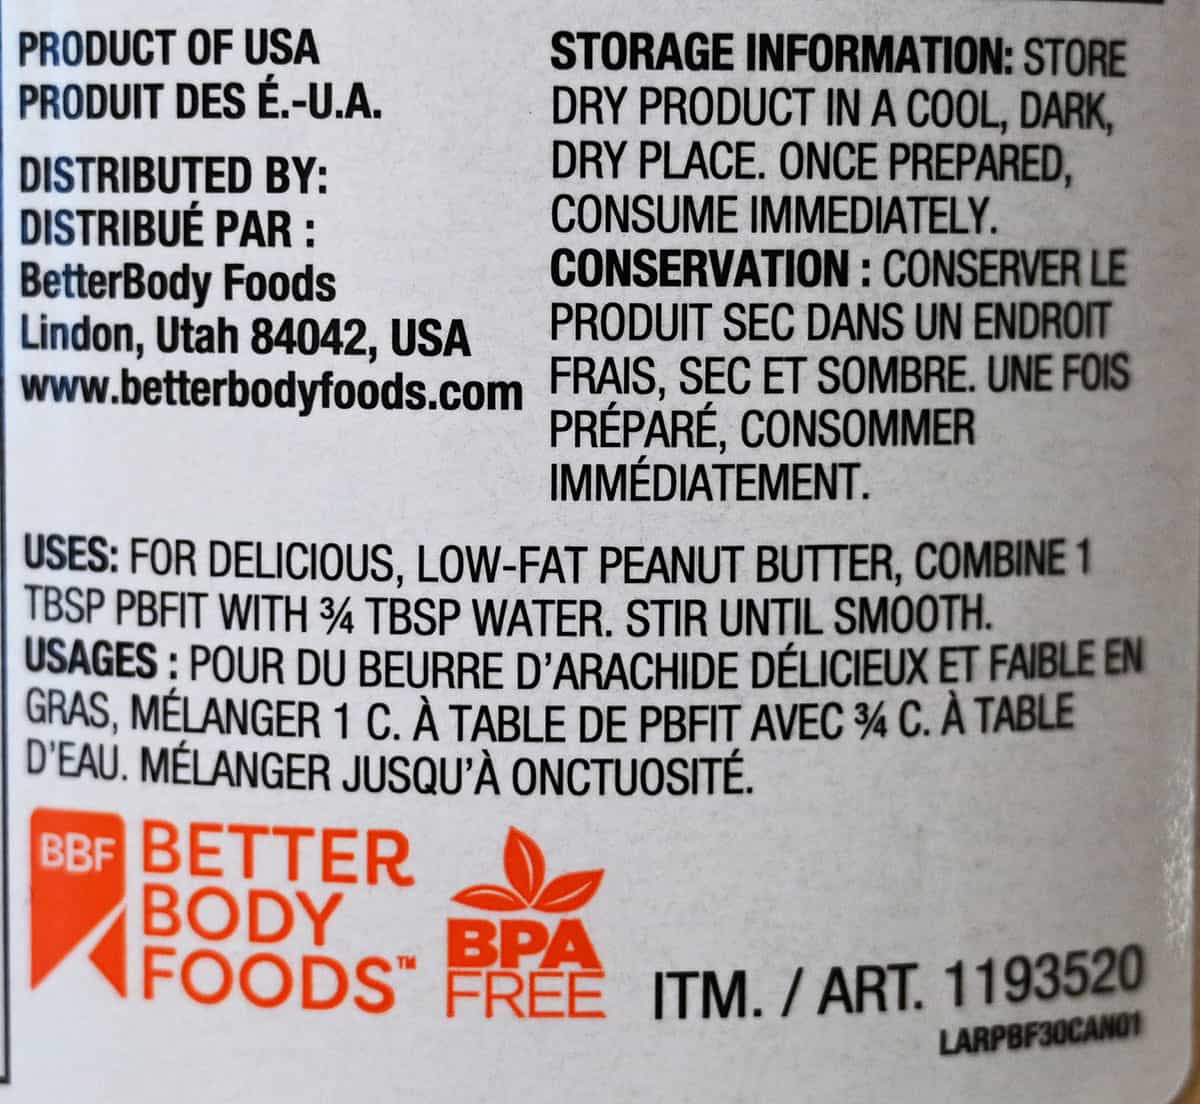 PRODUCT OF USA
PRODUIT DES É.-U.A.
DISTRIBUTED BY:
DISTRIBUÉ PAR :
BetterBody Foods
Lindon, Utah 84042, USA
www.betterbodyfoods.com
STORAGE INFORMATION: STORE
DRY PRODUCT IN A COOL, DARK,
DRY PLACE. ONCE PREPARED,
CONSUME IMMEDIATELY.
CONSERVATION : CONSERVER LE
PRODUIT SEC DANS UN ENDROIT
FRAIS, SEC ET SOMBRE. UNE FOIS
PRÉPARÉ, CONSOMMER
IMMÉDIATEMENT.
USES: FOR DELICIOUS, LOW-FAT PEANUT BUTTER, COMBINE 1
TBSP PBFIT WITH ¾ TBSP WATER. STIR UNTIL SMOOTH.
USAGES : POUR DU BEURRE D'ARACHIDE DÉLICIEUX ET FAIBLE EN
GRAS, MÉLANGER 1 C. À TABLE DE PBFIT AVEC ¾ C. À TABLE
D'EAU. MÉLANGER JUSQU'À ONCTUOSITÉ.
BBF
BETTER
BODY
FOODS™
BPA
FREE
ITM. / ART. 1193520
LARPBF30CAN01